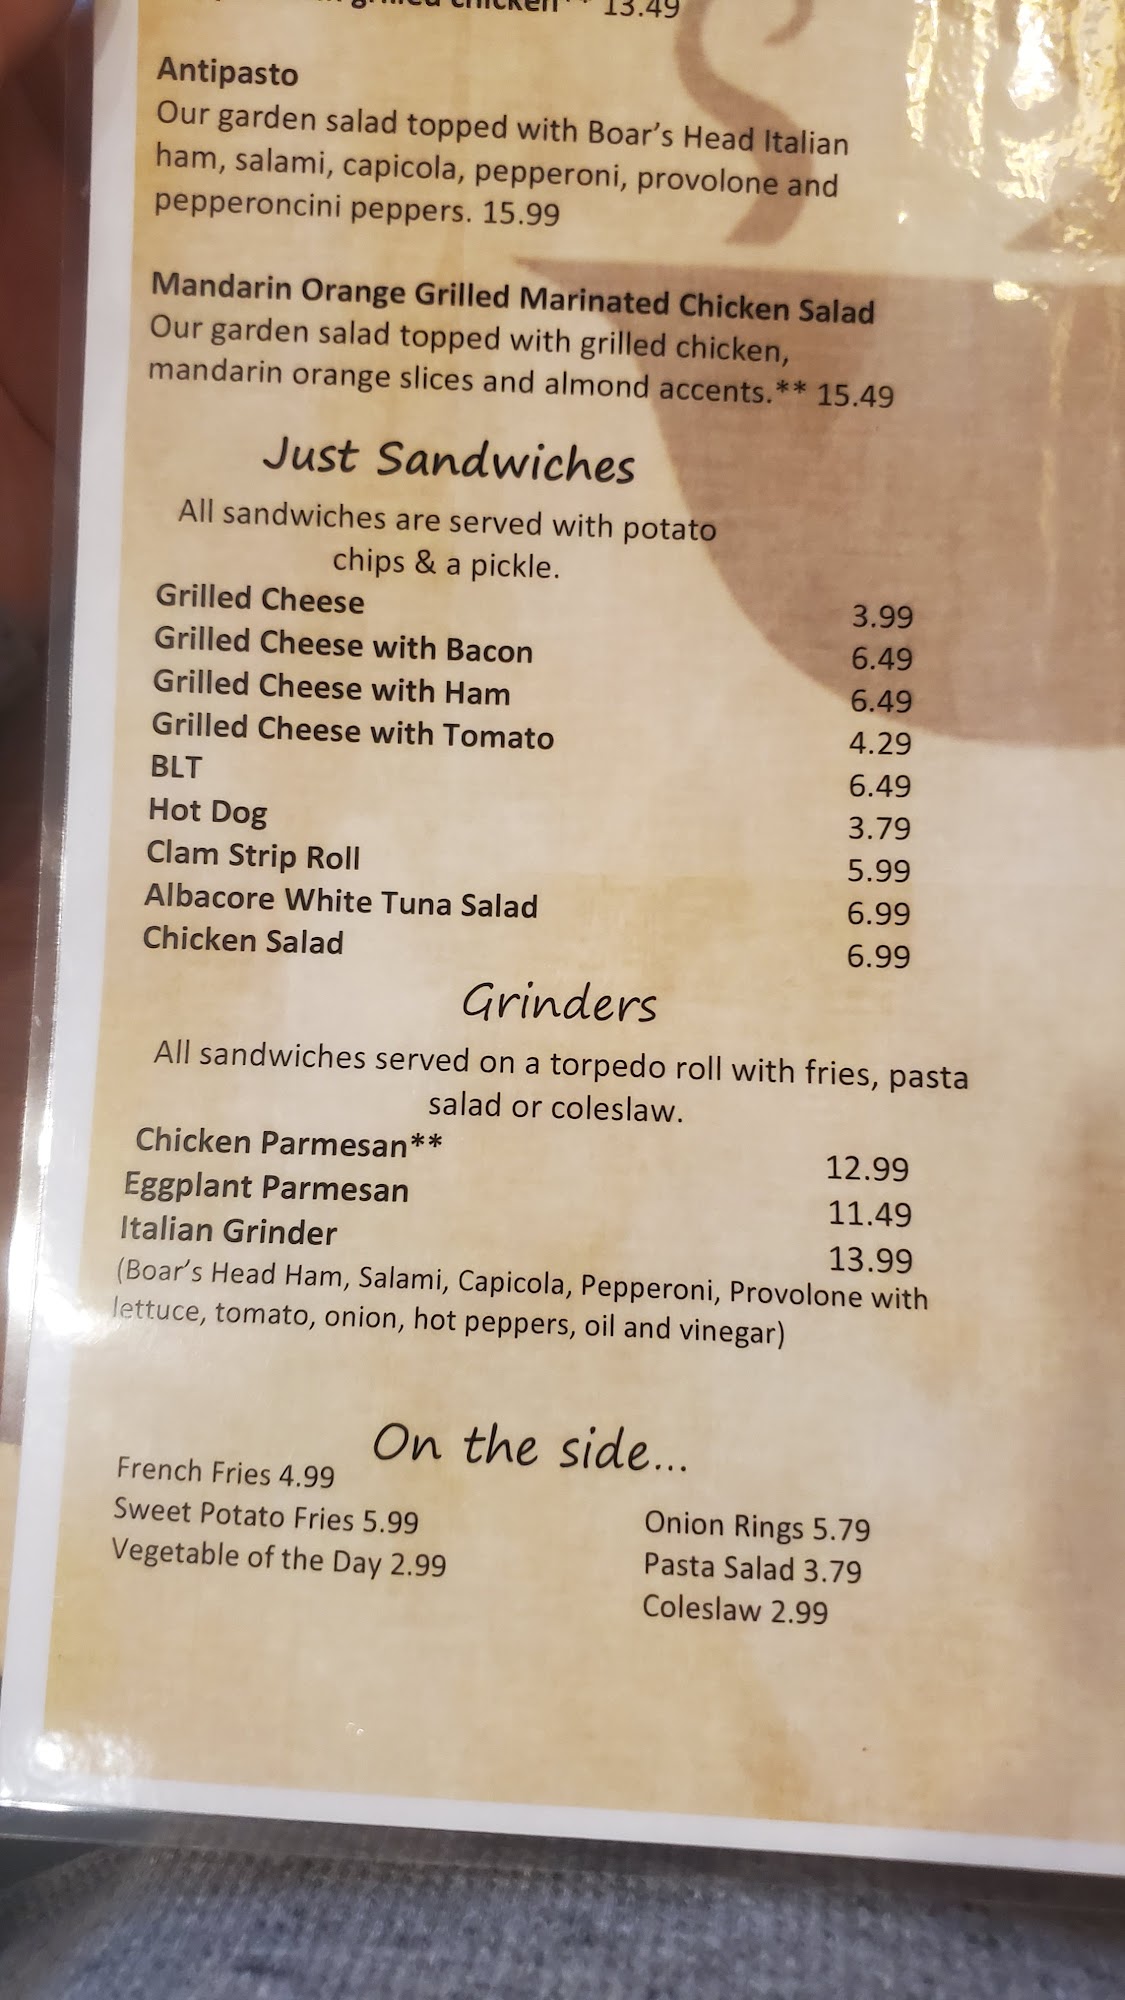 grilled chicken** 13.49
Antipasto
Our garden salad topped with Boar's Head Italian
ham, salami, capicola, pepperoni, provolone and
pepperoncini peppers. 15.99
Mandarin Orange Grilled Marinated Chicken Salad
Our garden salad topped with grilled chicken,
mandarin orange slices and almond accents.** 15.49
Just Sandwiches
All sandwiches are served with potato
chips & a pickle.
Grilled Cheese 3.99
Grilled Cheese with Bacon 6.49
Grilled Cheese with Ham 6.49
Grilled Cheese with Tomato 4.29
BLT 6.49
Hot Dog 3.79
Clam Strip Roll 5.99
Albacore White Tuna Salad 6.99
Chicken Salad 6.99
Grinders
All sandwiches served on a torpedo roll with fries, pasta
salad or coleslaw.
Chicken Parmesan** 12.99
Eggplant Parmesan 11.49
Italian Grinder 13.99
(Boar's Head Ham, Salami, Capicola, Pepperoni, Provolone with
lettuce, tomato, onion, hot peppers, oil and vinegar)
On the side...
French Fries 4.99
Sweet Potato Fries 5.99
Vegetable of the Day 2.99
Onion Rings 5.79
Pasta Salad 3.79
Coleslaw 2.99